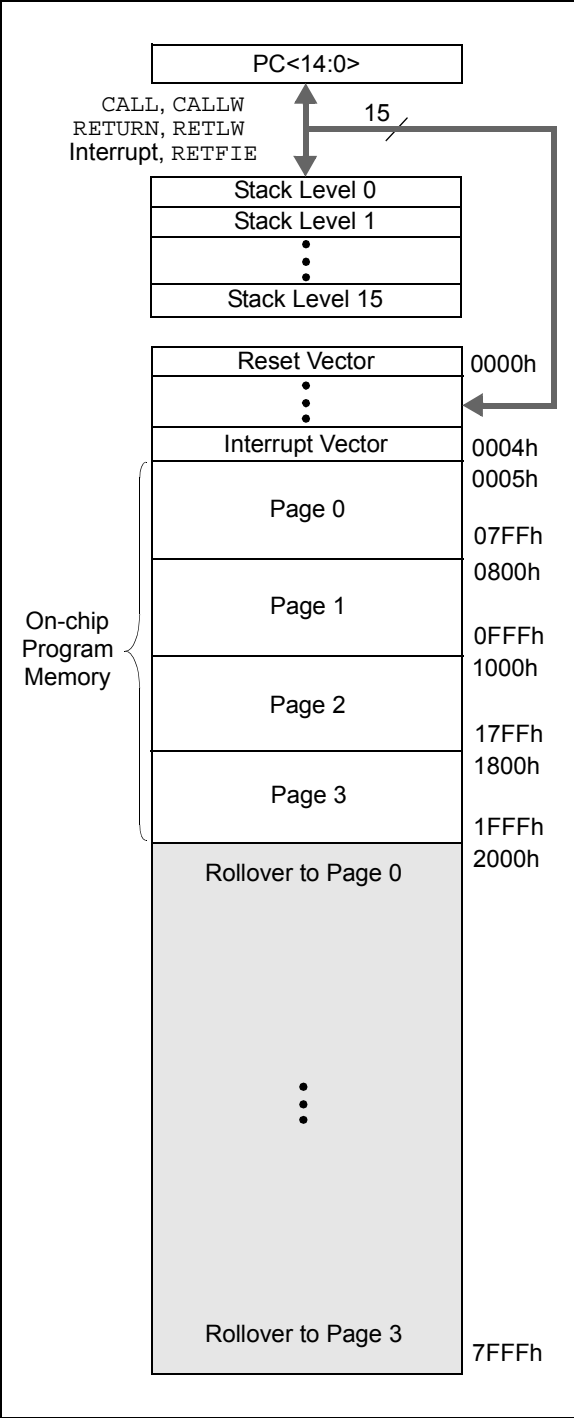 PC<14:0>
CALL, CALLW
RETURN, RETLW
Interrupt, RETFIE
15
Stack Level 0
Stack Level 1
Stack Level 15
Reset Vector
0000h
Interrupt Vector
0004h
0005h
Page 0
07FFh
0800h
Page 1
0FFFh
On-chip
Program
Memory
1000h
Page 2
17FFh
1800h
Page 3
1FFFh
2000h
Rollover to Page 0
Rollover to Page 3
7FFFh